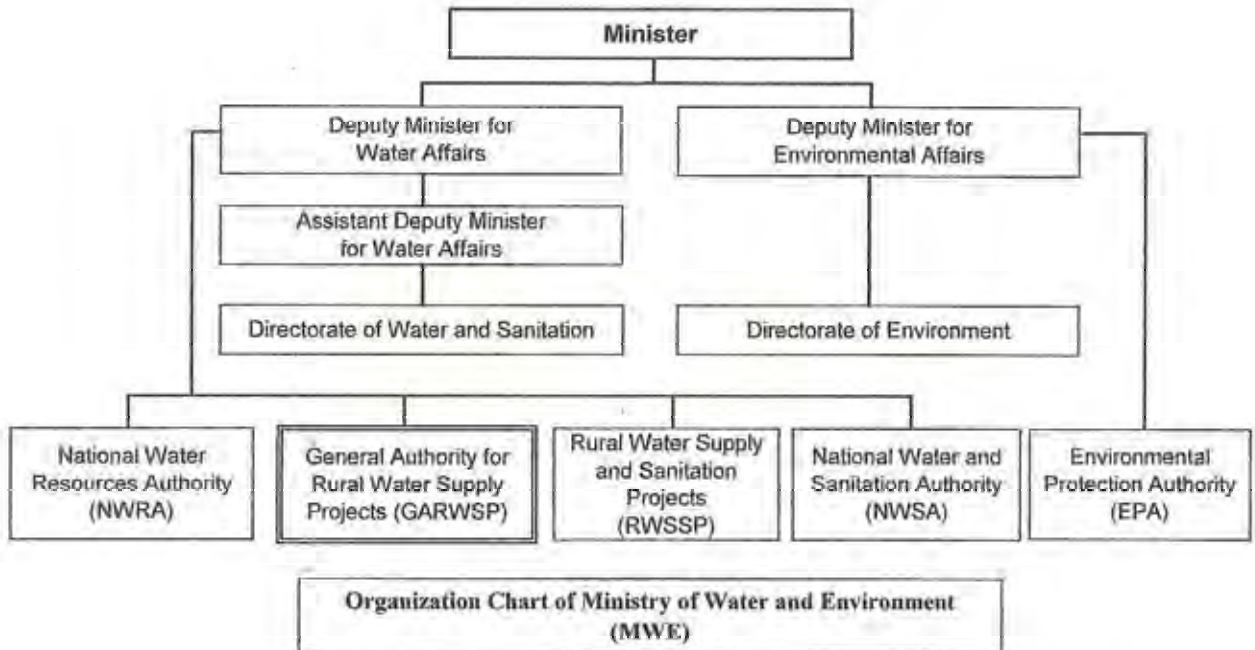 Minister
Deputy Minister for
Water Affairs
Deputy Minister for
Environmental Affairs
Assistant Deputy Minister
for Water Affairs
Directorate of Water and Sanitation
Directorate of Environment
National Water
Resources Authority
(NWRA)
General Authority for
Rural Water Supply
Projects (GARWSP)
Rural Water Supply
and Sanitation
Projects
(RWSSP)
National Water and
Sanitation Authority
(NWSA)
Environmental
Protection Authority
(EPA)
Organization Chart of Ministry of Water and Environment
(MWE)